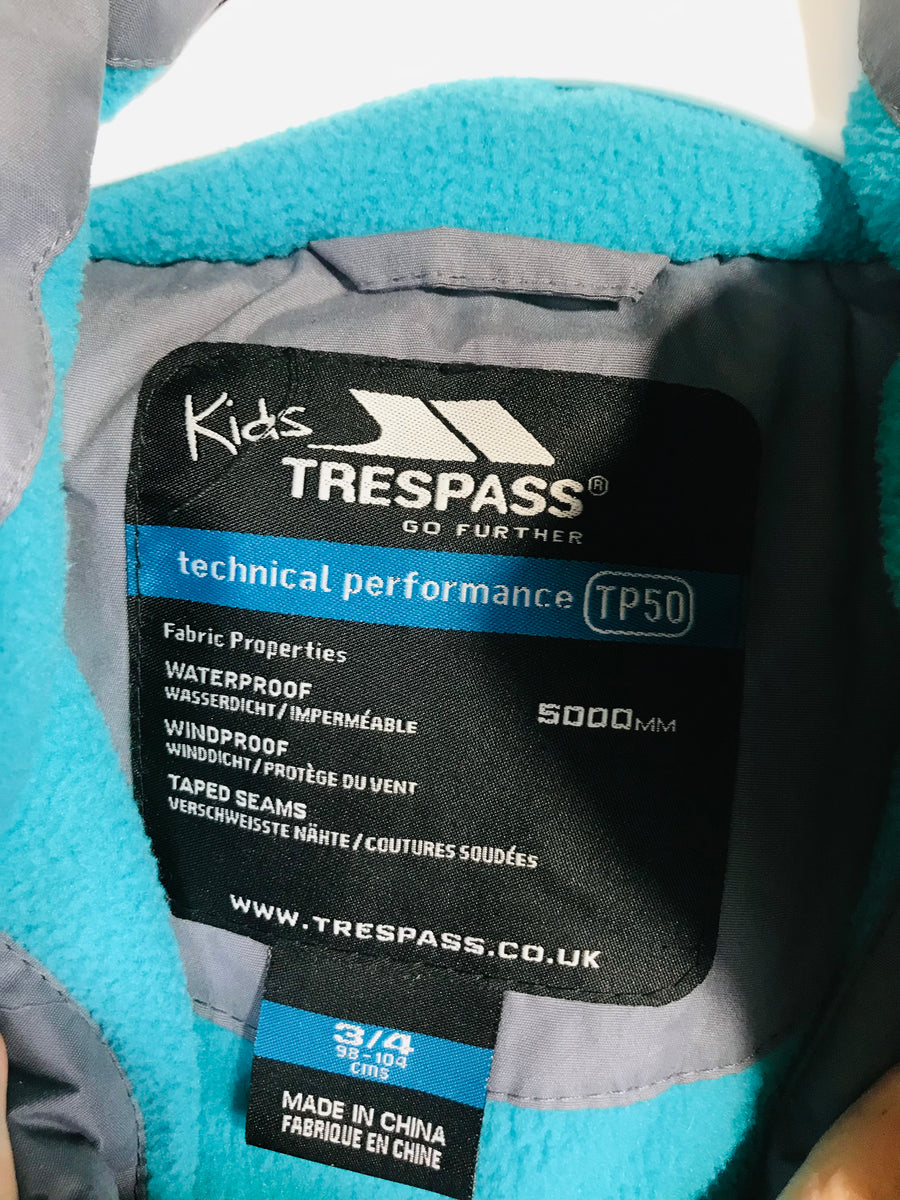 Kids
TRESPASS®
GO FURTHER
technical performance TP50
Fabric Properties
WATERPROOF 5000MM
WASSERDICHT/IMPERMÉABLE
WINDPROOF
WINDDICHT/PROTÈGE DU VENT
TAPED SEAMS
VERSCHWEISSTE NÄHTE/COUTURES SOUDÉES
WWW.TRESPASS.CO.UK
3/4
98-104
cms
MADE IN CHINA
FABRIQUE EN CHINE